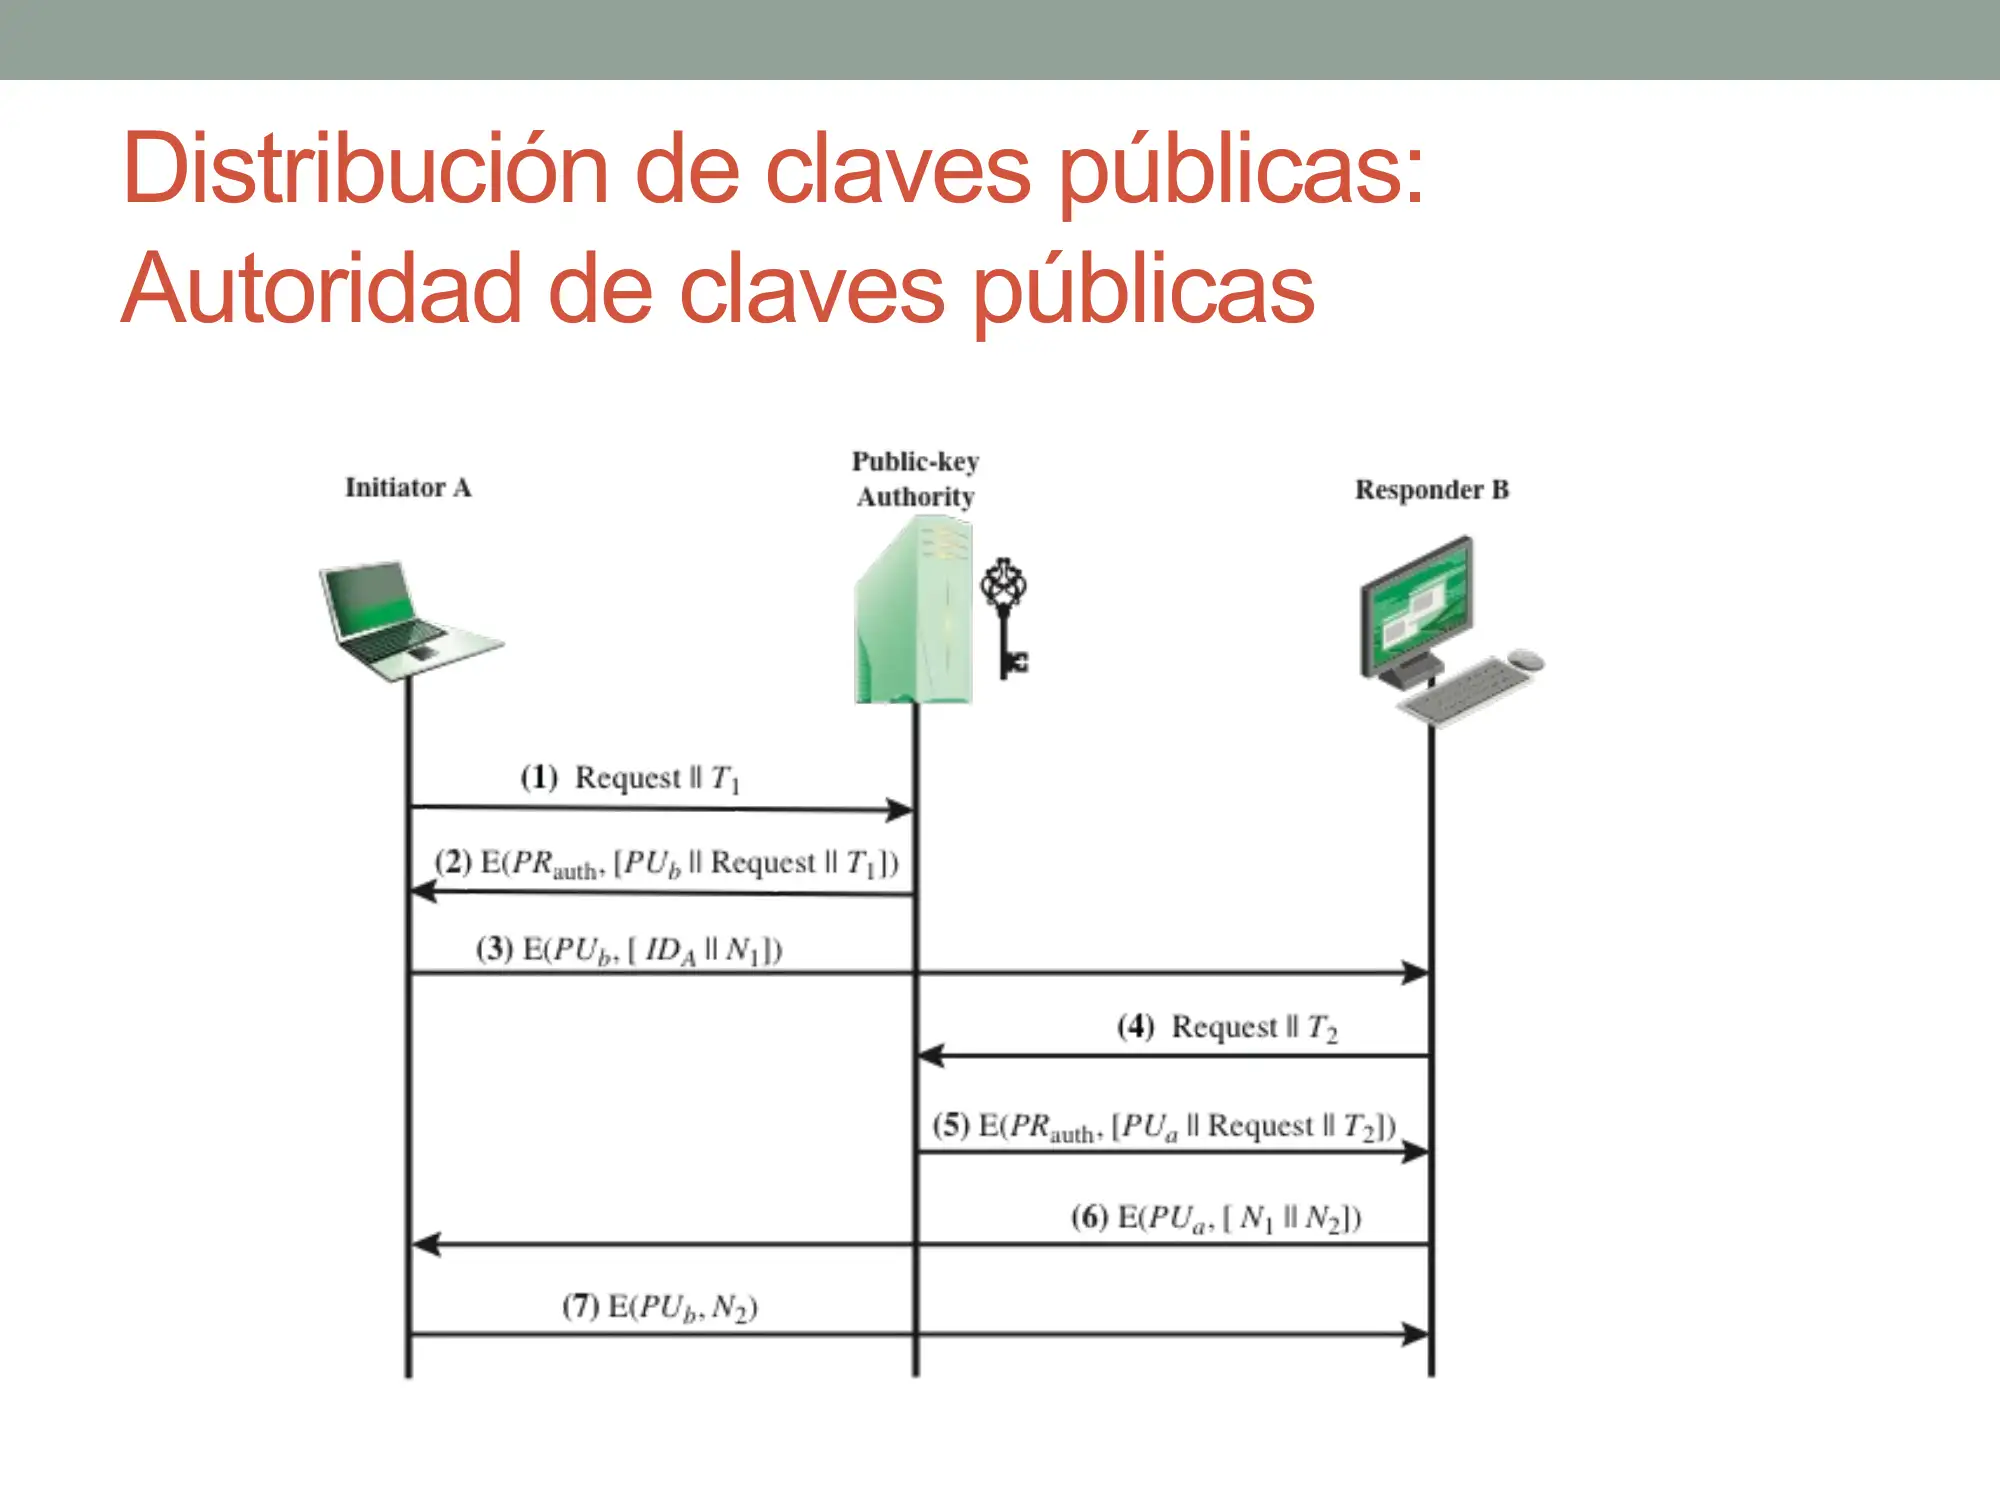 Distribución de claves públicas:
Autoridad de claves públicas
Initiator A
Public-key
Authority
Responder B
(1) Request || T1
(2) E(PRauth, [PUb || Request || T1])
(3) E(PUb, [ IDA || N1])
(4) Request || T2
(5) E(PRauth, [PUa || Request || T2])
(6) E(PUa, [ N1 || N2])
(7) E(PUb, N2)